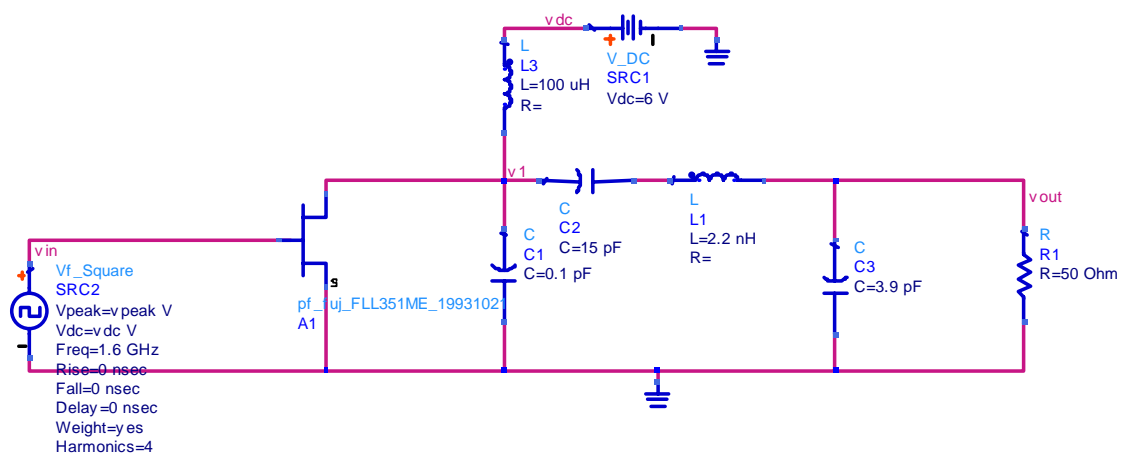 vdc
L
L3
L=100 uH
R=
V_DC
SRC1
Vdc=6 V
v1
C
C2
C=15 pF
L
L1
L=2.2 nH
R=
vout
C
C1
C=0.1 pF
C
C3
C=3.9 pF
R
R1
R=50 Ohm
vin
Vf_Square
SRC2
Vpeak=vpeak V
Vdc=vdc V
Freq=1.6 GHz
Rise=0 nsec
Fall=0 nsec
Delay=0 nsec
Weight=yes
Harmonics=4
A1